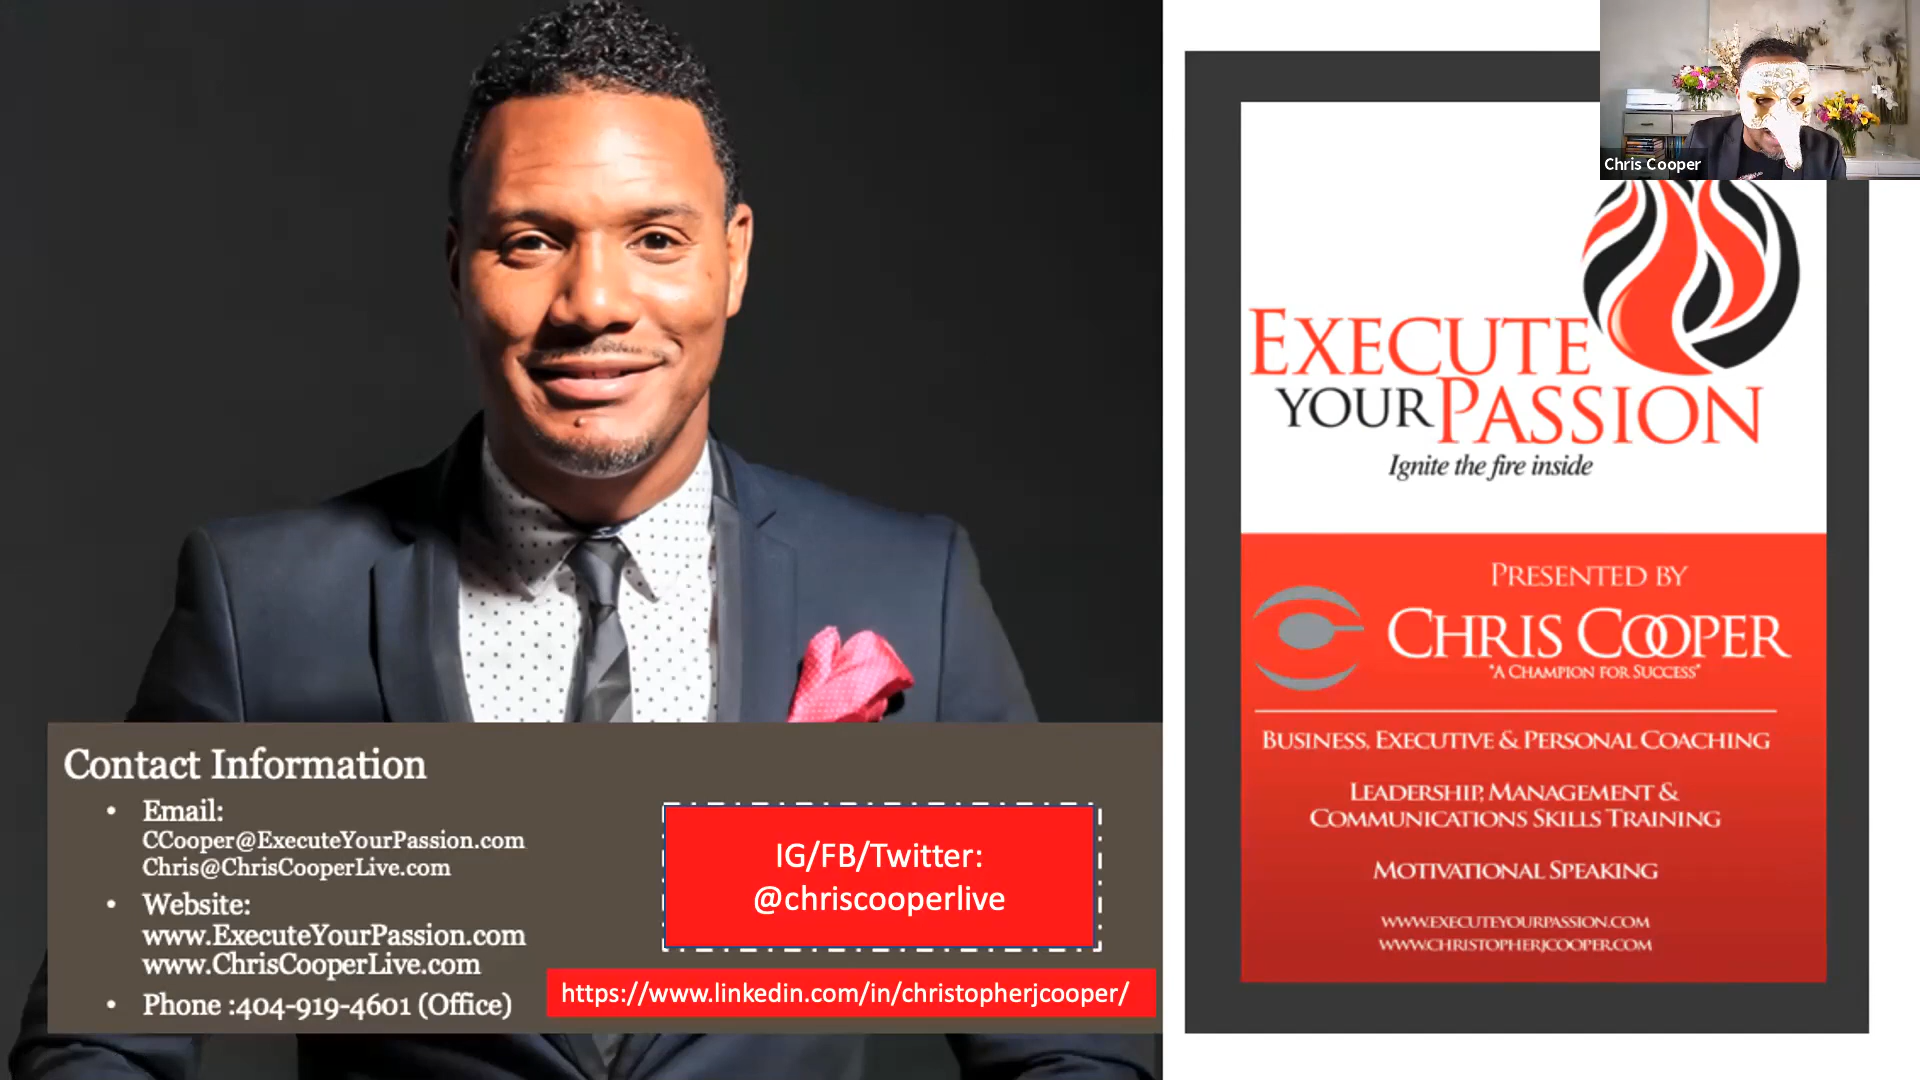 Chris Cooper
EXECUTE
YOUR PASSION
Ignite the fire inside
PRESENTED BY
CHRIS COOPER
"A CHAMPION FOR SUCCESS"
BUSINESS, EXECUTIVE & PERSONAL COACHING
LEADERSHIP, MANAGEMENT &
COMMUNICATIONS SKILLS TRAINING
MOTIVATIONAL SPEAKING
WWW.EXECUTEYOURPASSION.COM
WWW.CHRISTOPHERJCOOPER.COM
Contact Information
• Email:
CCooper@ExecuteYourPassion.com
Chris@ChrisCooperLive.com
• Website:
www.ExecuteYourPassion.com
www.ChrisCooperLive.com
• Phone :404-919-4601 (Office)
IG/FB/Twitter:
@chriscooperlive
https://www.linkedin.com/in/christopherjcooper/